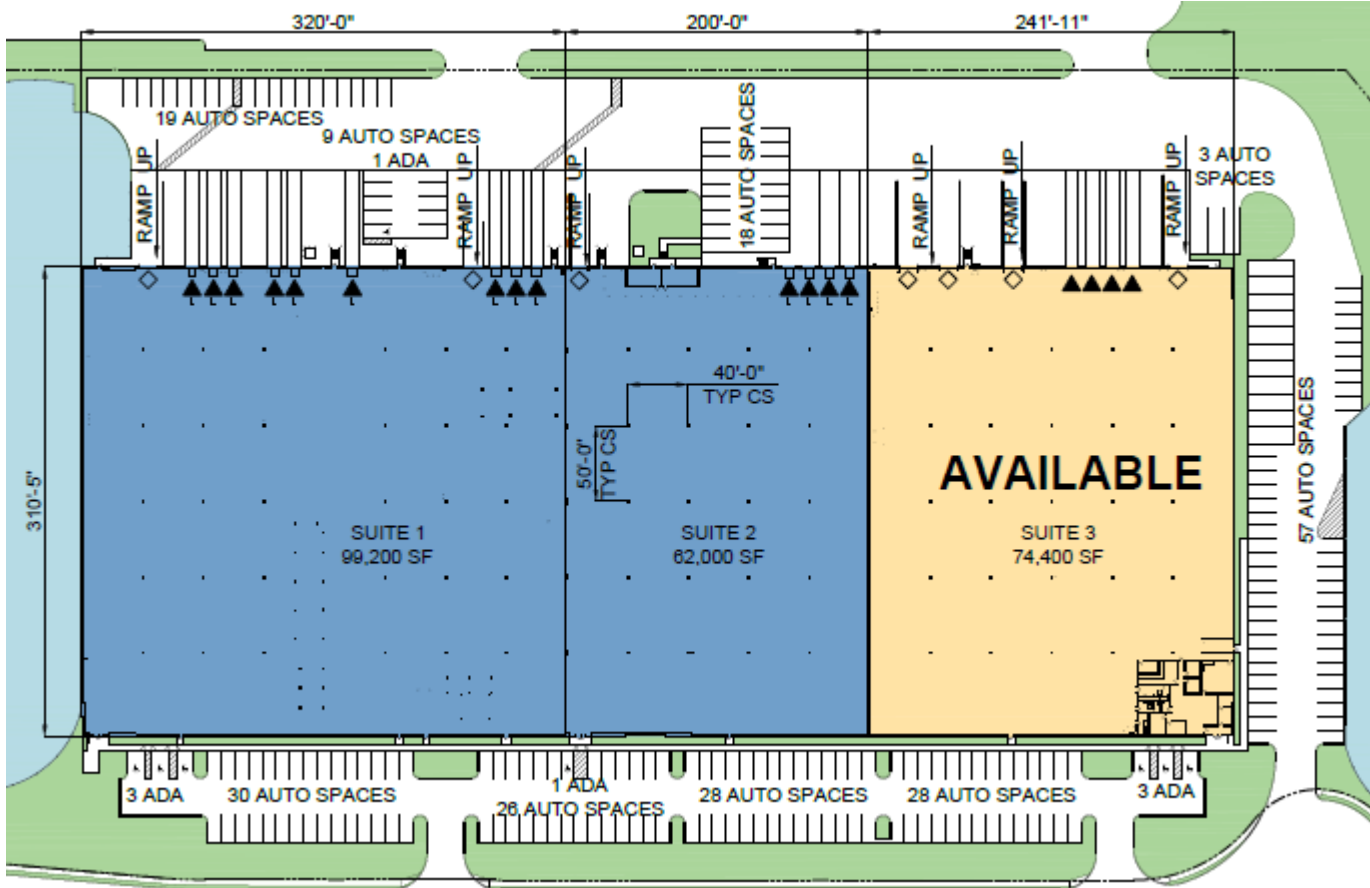 320'-0"
200'-0"
241'-11"
19 AUTO SPACES
9 AUTO SPACES
1 ADA
18 AUTO SPACES
3 AUTO
SPACES
RAMP UP
RAMP UP
RAMP UP
RAMP UP
RAMP UP
RAMP UP
L
L
L
L
L
L
L
L
L
L
L
L
L
40'-0"
TYP CS
50'-0"
TYP CS
310'-5"
AVAILABLE
SUITE 1
99,200 SF
SUITE 2
62,000 SF
SUITE 3
74,400 SF
57 AUTO SPACES
3 ADA
30 AUTO SPACES
1 ADA
26 AUTO SPACES
28 AUTO SPACES
28 AUTO SPACES
3 ADA